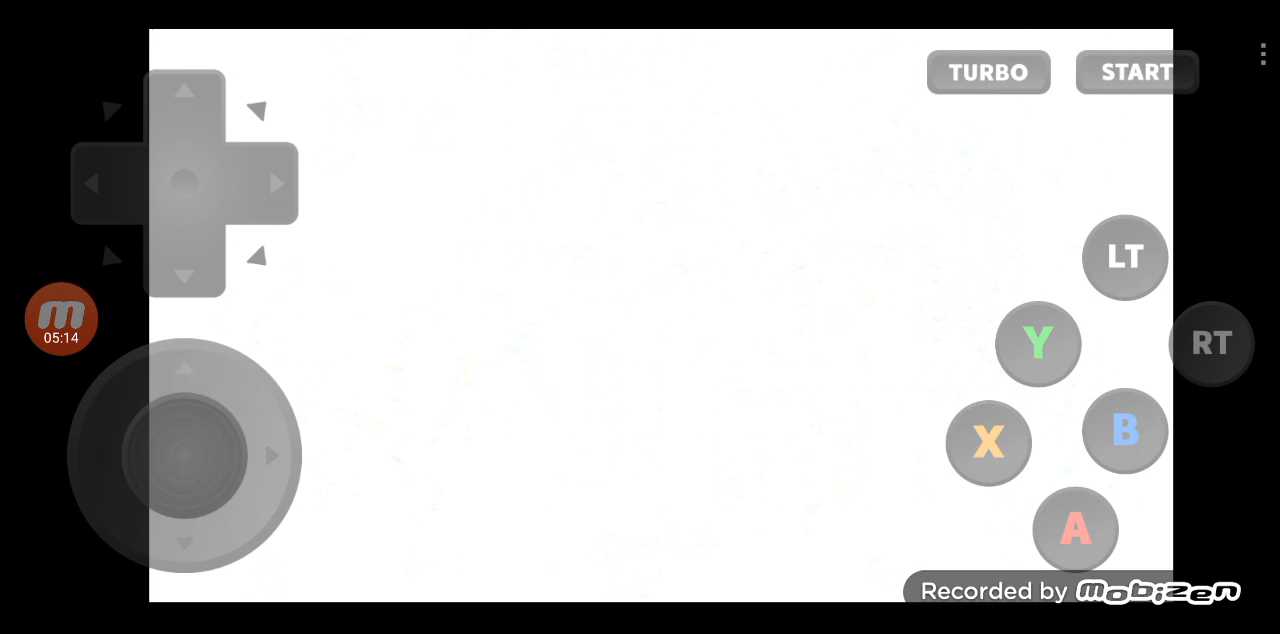 TURBO START
LT
m
05:14
Y RT
X B
A
Recorded by mobizen